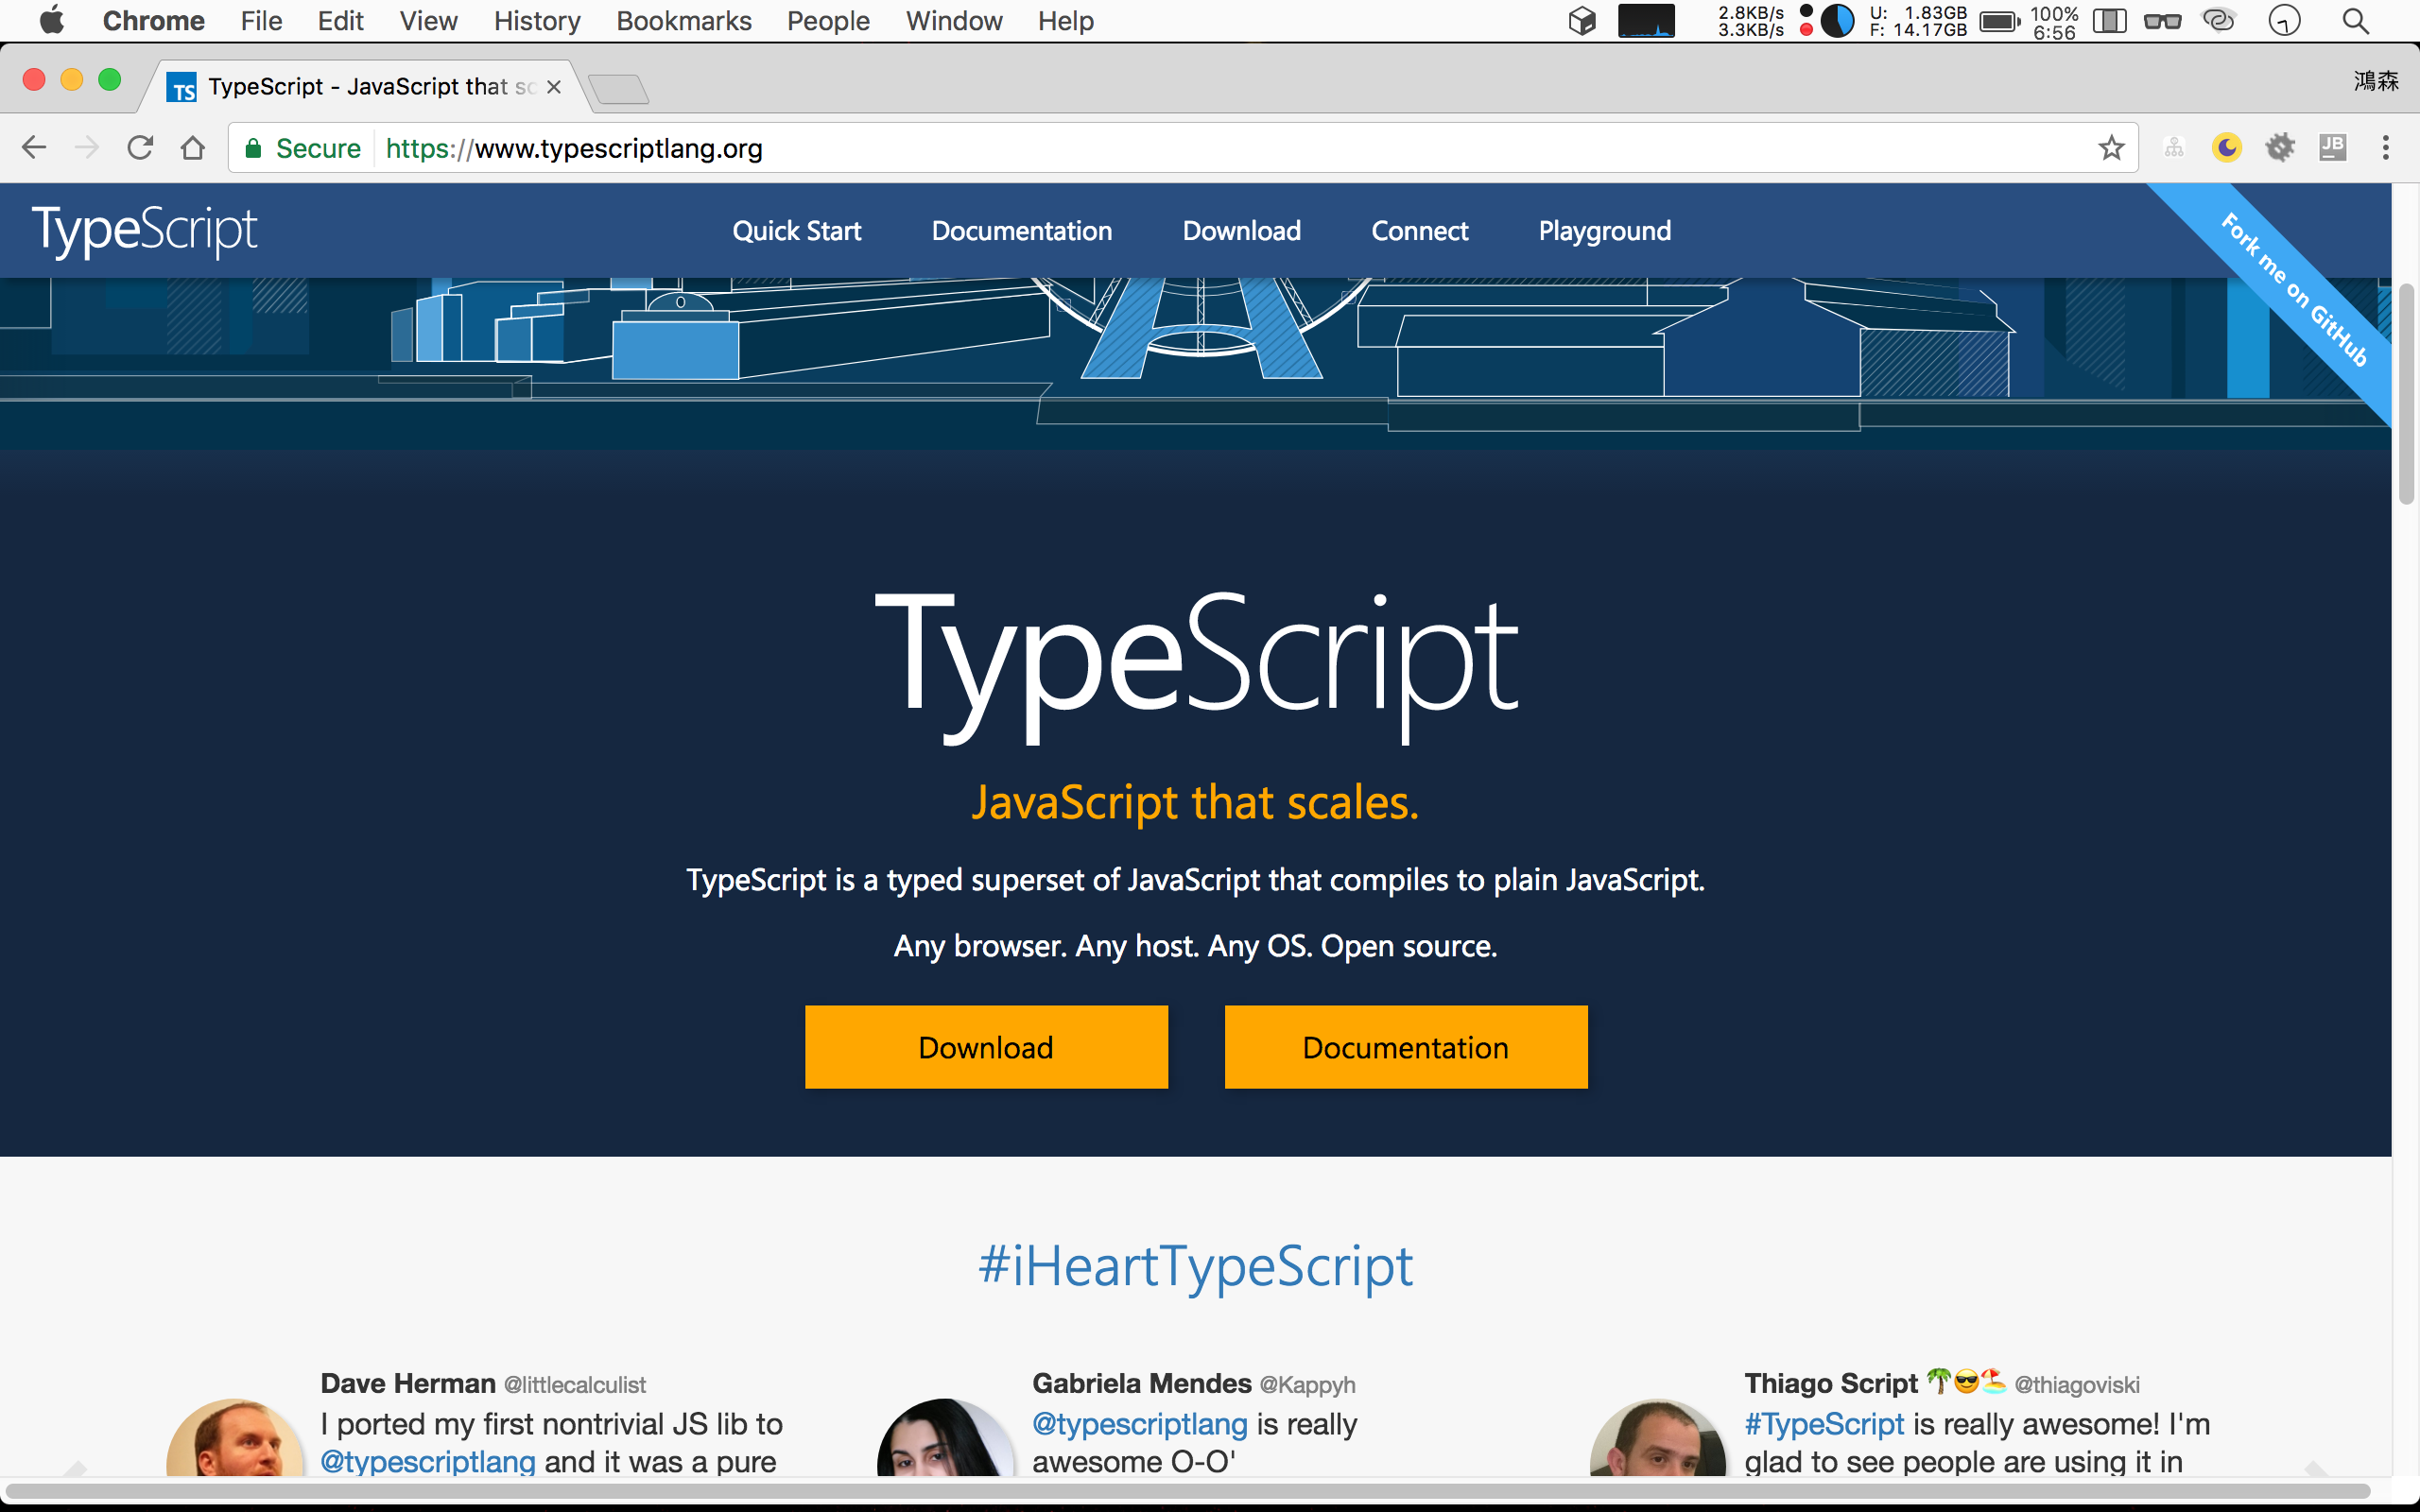 Chrome File Edit View History Bookmarks People Window Help 2.8KB/s 3.3KB/s U: 1.83GB F: 14.17GB 100% 6:56
TS TypeScript - JavaScript that sc 鴻森
Secure https://www.typescriptlang.org JB
TypeScript Quick Start Documentation Download Connect Playground
Fork me on GitHub
TypeScript
JavaScript that scales.
TypeScript is a typed superset of JavaScript that compiles to plain JavaScript.
Any browser. Any host. Any OS. Open source.
Download Documentation
#iHeartTypeScript
Dave Herman @littlecalculist
I ported my first nontrivial JS lib to
@typescriptlang and it was a pure
Gabriela Mendes @Kappyh
@typescriptlang is really
awesome O-O'
Thiago Script 🌴😎🏖 @thiagoviski
#TypeScript is really awesome! I'm
glad to see people are using it in